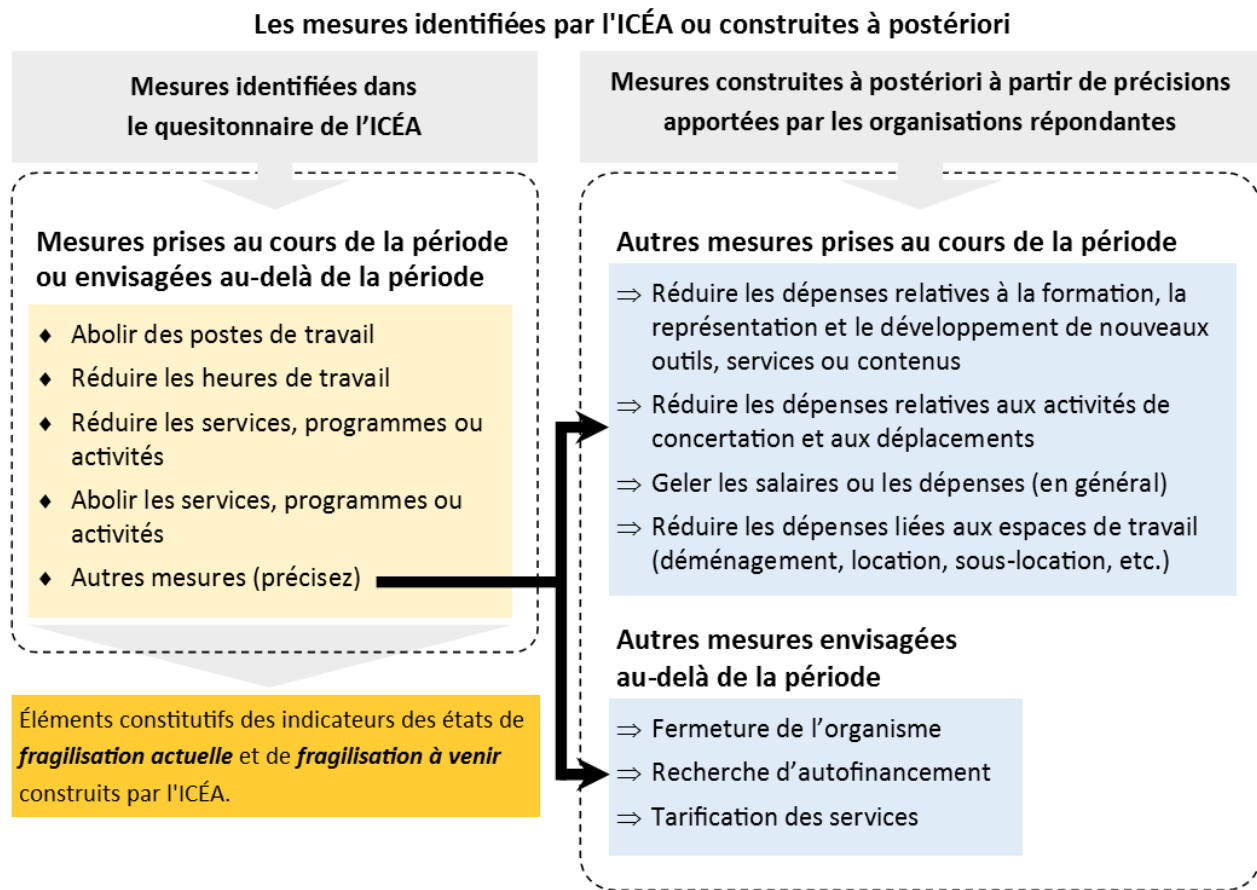 Les mesures identifiées par l'ICÉA ou construites à postériori
Mesures identifiées dans
le quesitonnaire de l'ICÉA
Mesures prises au cours de la période
ou envisagées au-delà de la période
♦ Abolir des postes de travail
♦ Réduire les heures de travail
♦ Réduire les services, programmes ou
activités
♦ Abolir les services, programmes ou
activités
♦ Autres mesures (précisez)
Éléments constitutifs des indicateurs des états de
fragilisation actuelle et de fragilisation à venir
construits par l'ICÉA.
Mesures construites à postériori à partir de précisions
apportées par les organisations répondantes
Autres mesures prises au cours de la période
⇒ Réduire les dépenses relatives à la formation, la
représentation et le développement de nouveaux
outils, services ou contenus
⇒ Réduire les dépenses relatives aux activités de
concertation et aux déplacements
⇒ Geler les salaires ou les dépenses (en général)
⇒ Réduire les dépenses liées aux espaces de travail
(déménagement, location, sous-location, etc.)
Autres mesures envisagées
au-delà de la période
⇒ Fermeture de l'organisme
⇒ Recherche d'autofinancement
⇒ Tarification des services